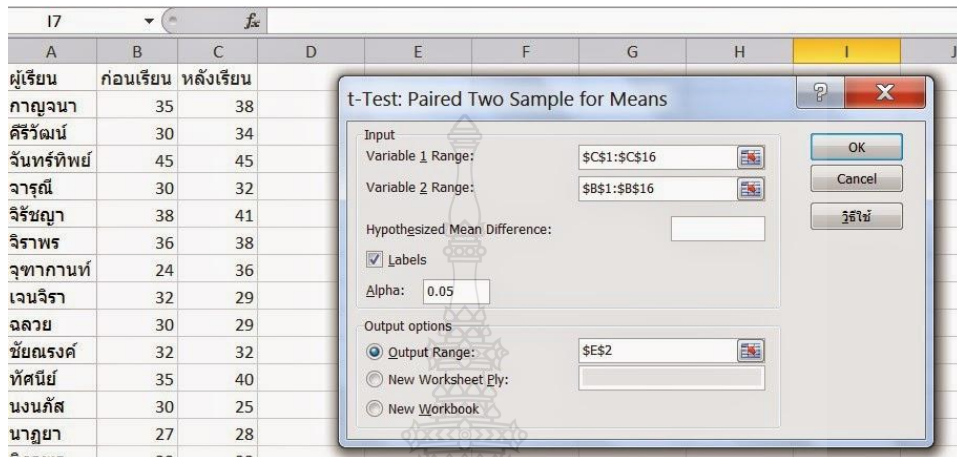 I7 fx
A B C D E F G H I J
ผู้เรียน ก่อนเรียน หลังเรียน
กาญจนา 35 38
คีรีวัฒน์ 30 34
จันทร์ทิพย์ 45 45
จารุณี 30 32
จิรัชญา 38 41
จิราพร 36 38
จุฑากานท์ 24 36
เจนจิรา 32 29
ฉลวย 30 29
ชัยณรงค์ 32 32
ทัศนีย์ 35 40
นงนภัส 30 25
นาฏยา 27 28
t-Test: Paired Two Sample for Means
Input
Variable 1 Range: $C$1:$C$16
Variable 2 Range: $B$1:$B$16
Hypothesized Mean Difference:
Labels
Alpha: 0.05
Output options
Output Range: $E$2
New Worksheet Ply:
New Workbook
OK
Cancel
วิธีใช้